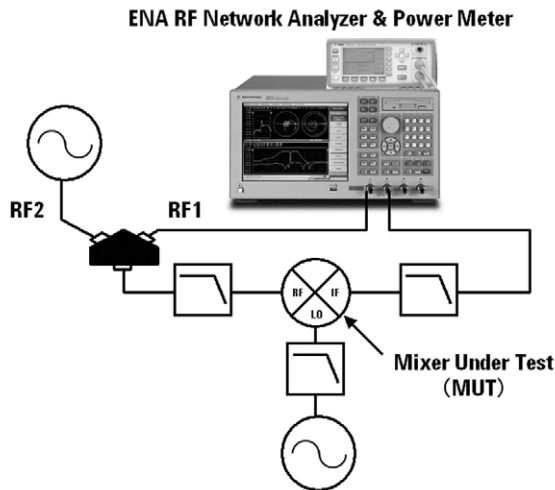 ENA RF Network Analyzer & Power Meter
RF2
RF1
RF
IF
LO
Mixer Under Test
(MUT)